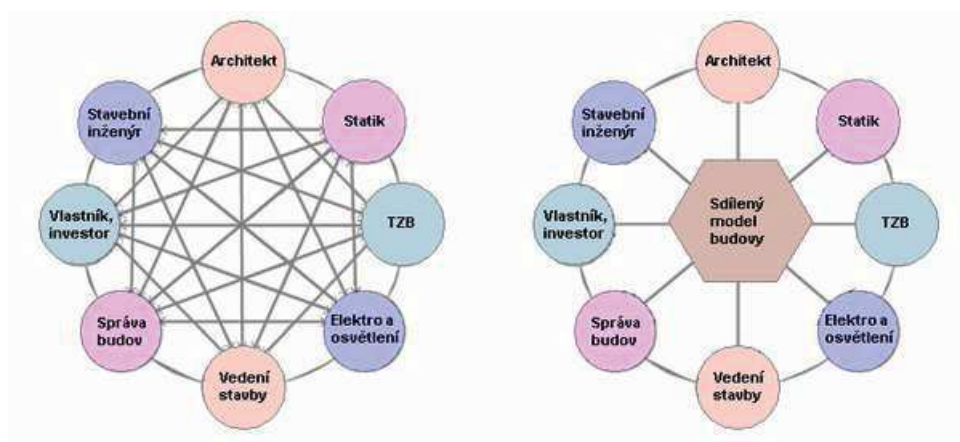 Architekt
Stavební
inženýr
Statik
Vlastník,
investor
TZB
Správa
budov
Elektro a
osvětlení
Vedení
stavby
Architekt
Stavební
inženýr
Statik
Vlastník,
investor
Sdílený
model
budovy
TZB
Správa
budov
Elektro a
osvětlení
Vedení
stavby